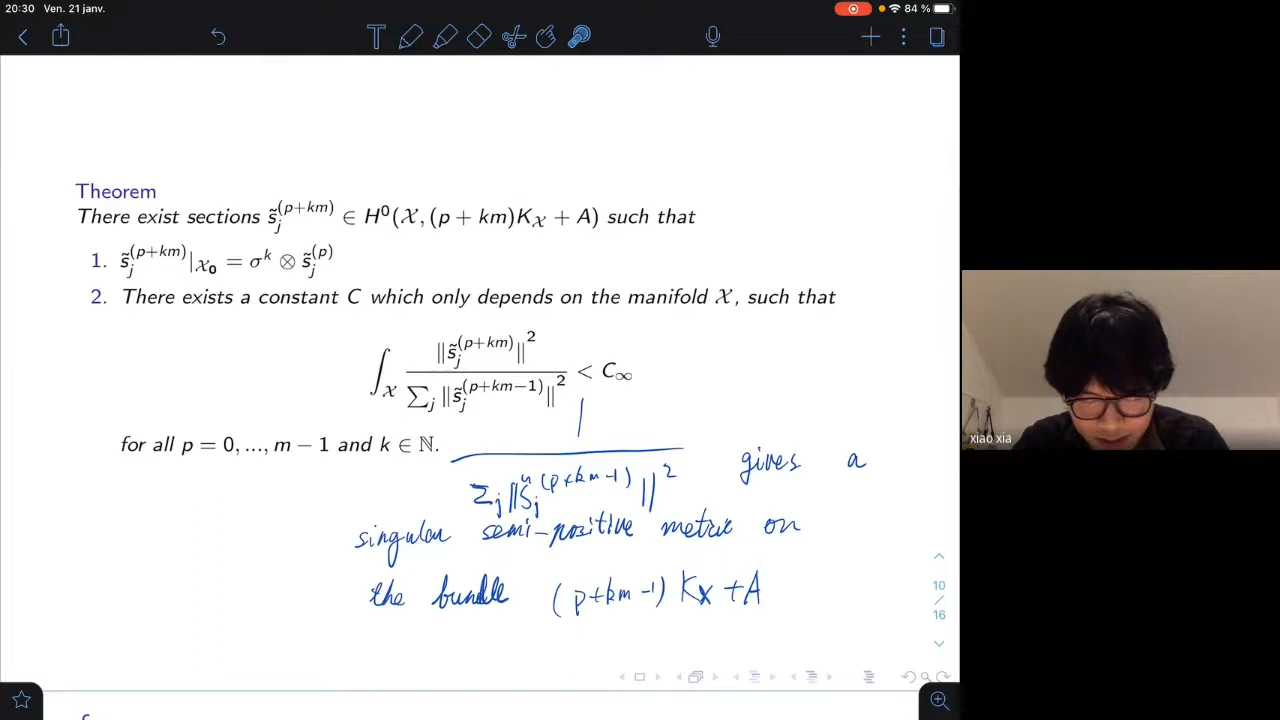 20:30 Ven. 21 janv.
84 %
Theorem
There exist sections s̃_j^{(p+km)} ∈ H⁰(𝒳, (p + km)K_𝒳 + A) such that
1. s̃_j^{(p+km)}|_{𝒳₀} = σ^k ⊗ s̃_j^{(p)}
2. There exists a constant C which only depends on the manifold 𝒳, such that
∫_𝒳 ‖s̃_j^{(p+km)}‖² / ∑_j ‖s̃_j^{(p+km−1)}‖² < C_∞
for all p = 0, ..., m − 1 and k ∈ ℕ.
1 / Σ_j ‖s̃_j^{(p+km−1)}‖² gives a
singular semi-positive metric on
the bundle (p+km−1) K_X + A
10
/
16
xiao xia